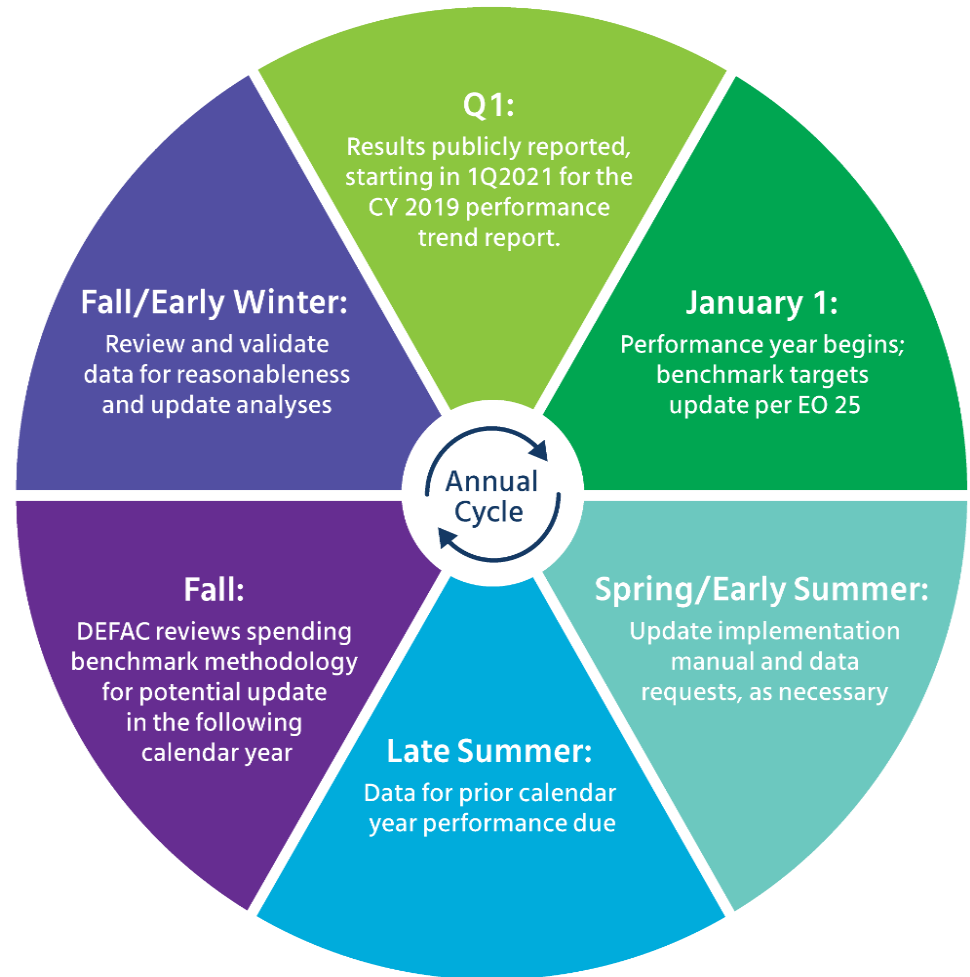 Q1:
Results publicly reported,
starting in 1Q2021 for the
CY 2019 performance
trend report.
January 1:
Performance year begins;
benchmark targets
update per EO 25
Spring/Early Summer:
Update implementation
manual and data
requests, as necessary
Late Summer:
Data for prior calendar
year performance due
Fall:
DEFAC reviews spending
benchmark methodology
for potential update
in the following
calendar year
Fall/Early Winter:
Review and validate
data for reasonableness
and update analyses
Annual
Cycle